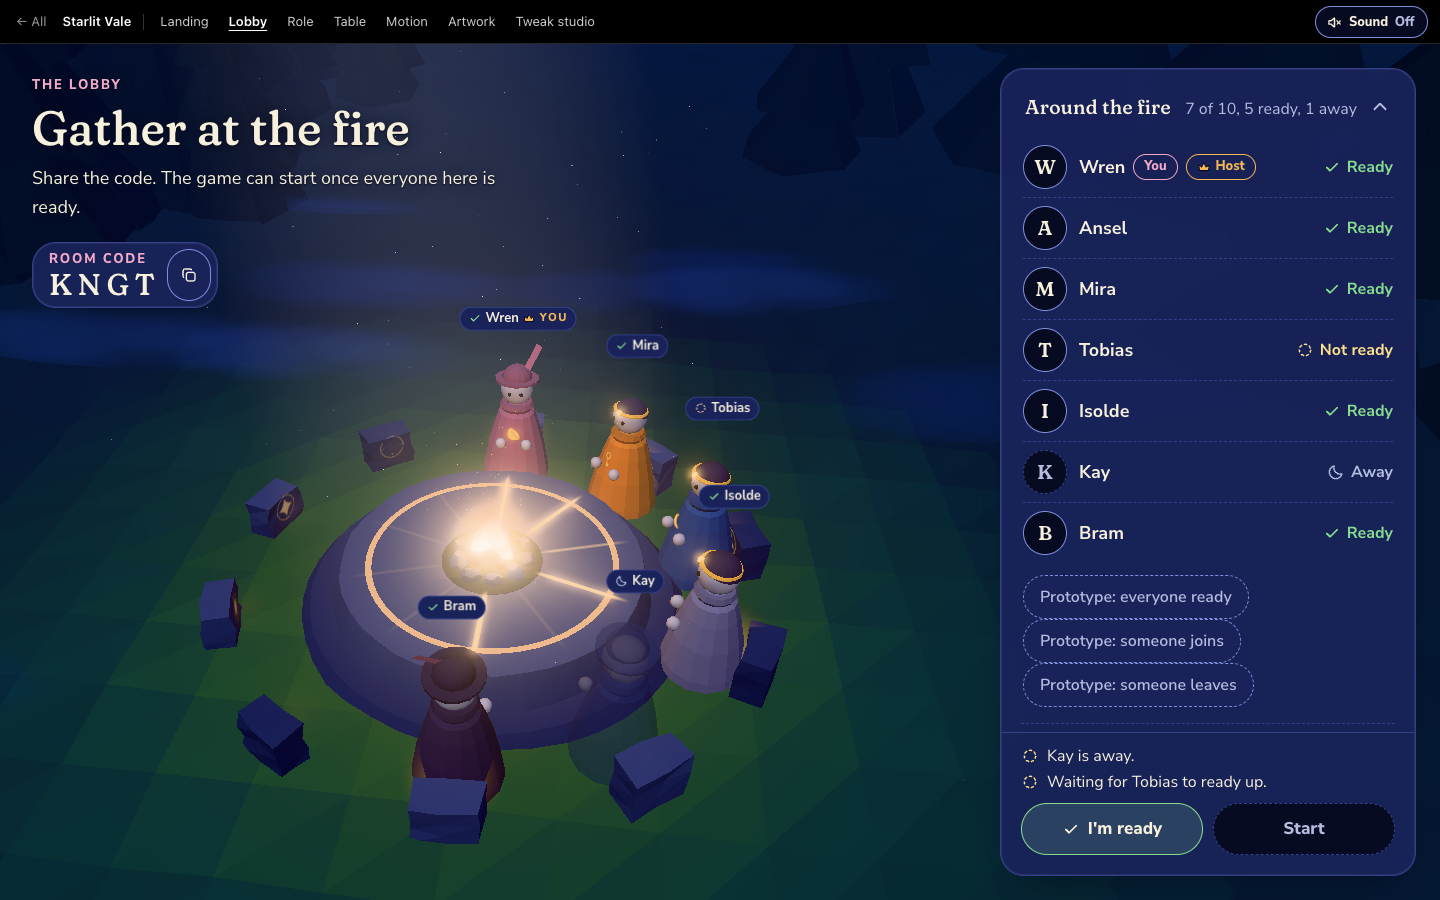 ← All Starlit Vale Landing Lobby Role Table Motion Artwork Tweak studio Sound Off
THE LOBBY
Gather at the fire
Share the code. The game can start once everyone here is
ready.
ROOM CODE
KNGT
Wren YOU
Mira
Tobias
Isolde
Kay
Bram
Around the fire 7 of 10, 5 ready, 1 away
W Wren You Host Ready
A Ansel Ready
M Mira Ready
T Tobias Not ready
I Isolde Ready
K Kay Away
B Bram Ready
Prototype: everyone ready
Prototype: someone joins
Prototype: someone leaves
Kay is away.
Waiting for Tobias to ready up.
I'm ready Start